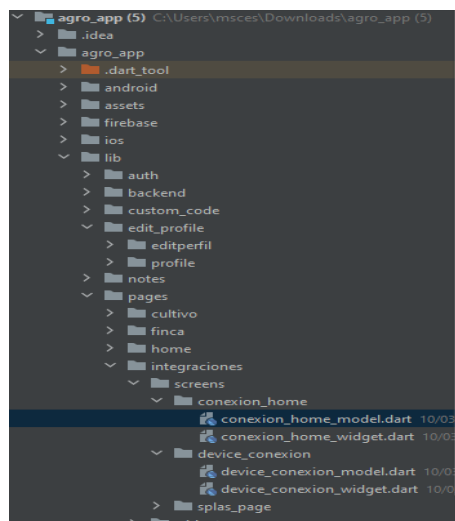 agro_app (5) C:\Users\msces\Downloads\agro_app (5)
.idea
agro_app
.dart_tool
android
assets
firebase
ios
lib
auth
backend
custom_code
edit_profile
editperfil
profile
notes
pages
cultivo
finca
home
integraciones
screens
conexion_home
conexion_home_model.dart 10/03
conexion_home_widget.dart 10/03
device_conexion
device_conexion_model.dart 10/03
device_conexion_widget.dart 10/0
splas_page